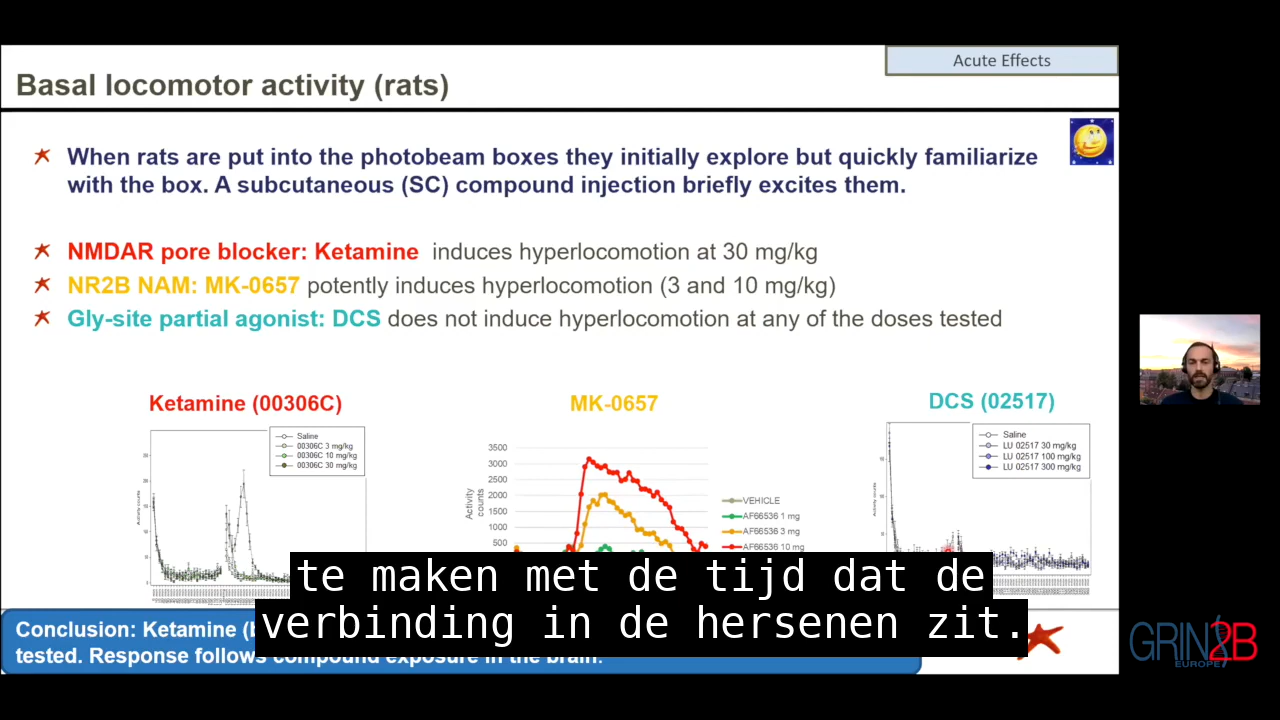 Acute Effects
Basal locomotor activity (rats)
When rats are put into the photobeam boxes they initially explore but quickly familiarize
with the box. A subcutaneous (SC) compound injection briefly excites them.
NMDAR pore blocker: Ketamine induces hyperlocomotion at 30 mg/kg
NR2B NAM: MK-0657 potently induces hyperlocomotion (3 and 10 mg/kg)
Gly-site partial agonist: DCS does not induce hyperlocomotion at any of the doses tested
Ketamine (00306C)
Saline
00306C 3 mg/kg
00306C 10 mg/kg
00306C 30 mg/kg
MK-0657
3500
3000
2500
2000
1500
1000
500
Activity
counts
VEHICLE
AF66536 1 mg
AF66536 3 mg
AF66536 10 mg
DCS (02517)
Saline
LU 02517 30 mg/kg
LU 02517 100 mg/kg
LU 02517 300 mg/kg
te maken met de tijd dat de
verbinding in de hersenen zit.
Conclusion: Ketamine
tested. Response follows compound exposure in the brain.
GRIN2B
EUROPE